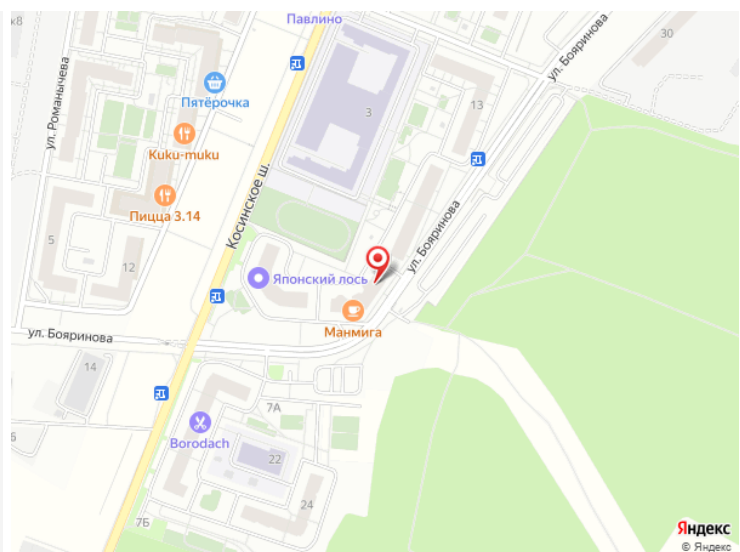 к8
Павлино
30
ул. Бояринова
ул. Романычева
Пятёрочка
3
13
Kuku-muku
Пицца 3.14
Косинское ш.
ул. Бояринова
5
12
Японский лось
Манмига
ул. Бояринова
14
7А
Borodach
22
24
7Б
Яндекс
© Яндекс